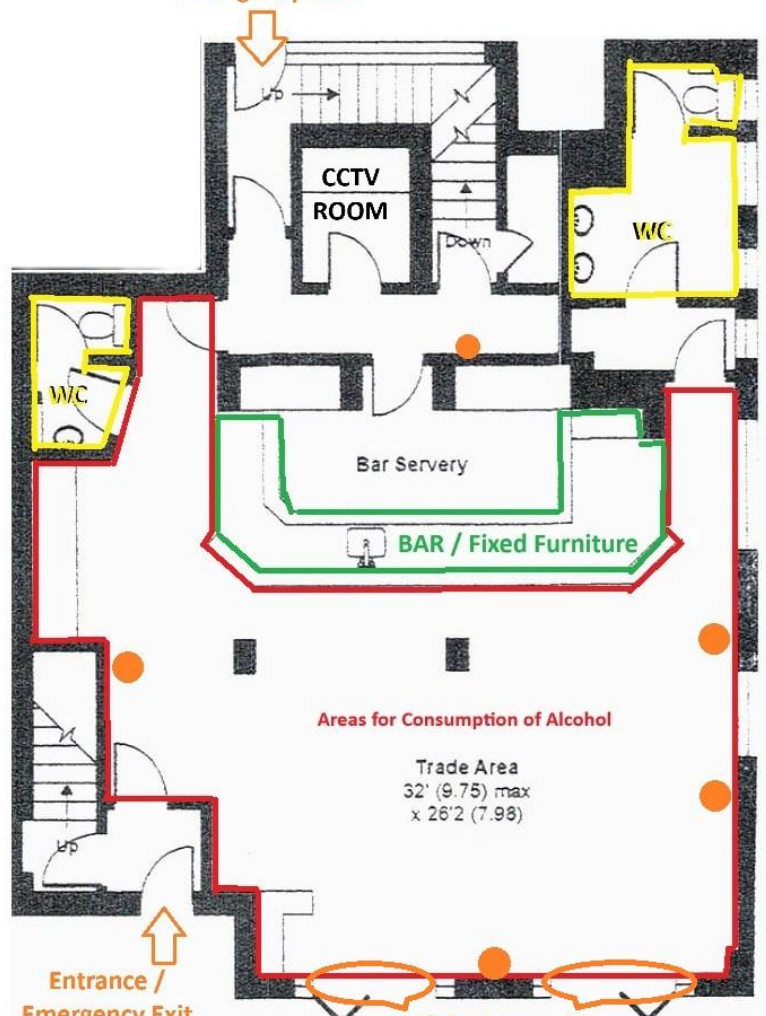 Up
CCTV
ROOM
WC
Down
WC
Bar Servery
BAR / Fixed Furniture
Areas for Consumption of Alcohol
Trade Area
32' (9.75) max
x 26'2 (7.98)
Up
Entrance /
Emergency Exit